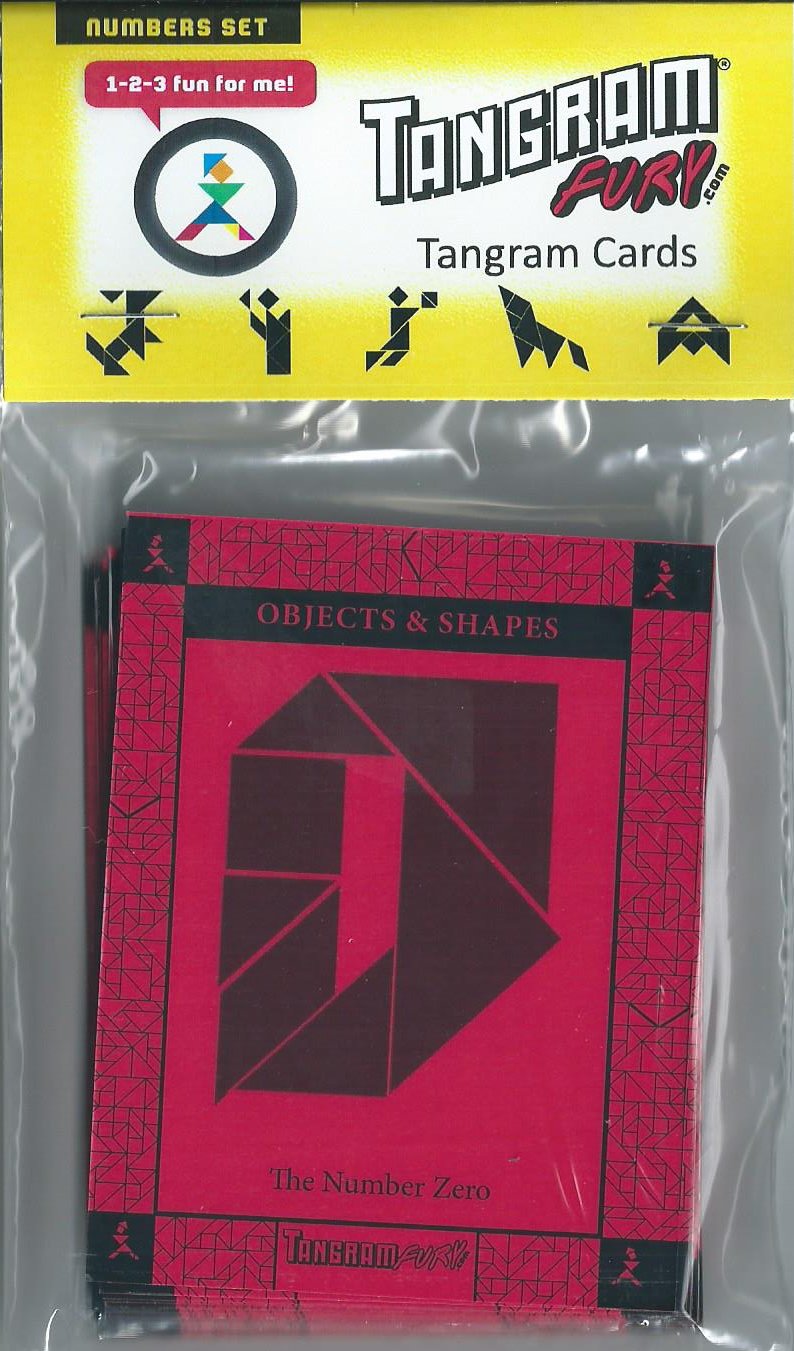 NUMBERS SET
1-2-3 fun for me!
TANGRAM®
FURY.com
Tangram Cards
OBJECTS & SHAPES
The Number Zero
TANGRAM FURY.com